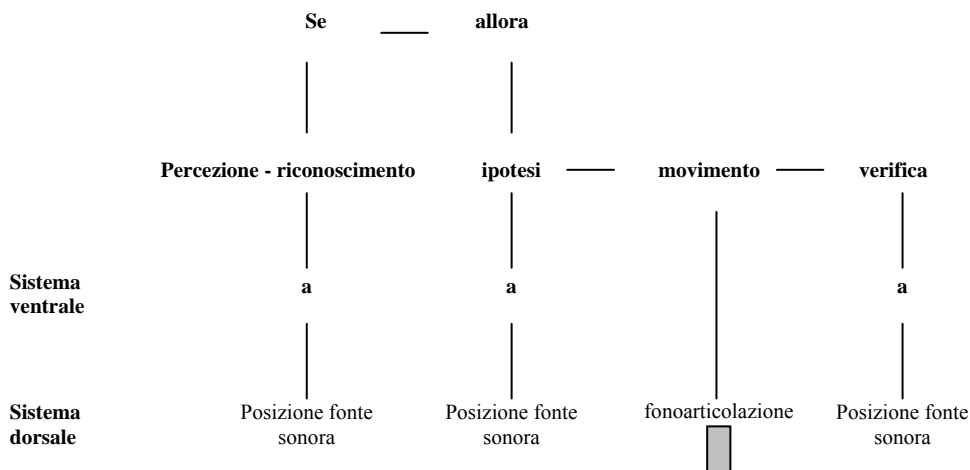 Se allora
Percezione - riconoscimento ipotesi movimento verifica
Sistema
ventrale
a a a
Sistema
dorsale
Posizione fonte
sonora
Posizione fonte
sonora
fonoarticolazione
Posizione fonte
sonora